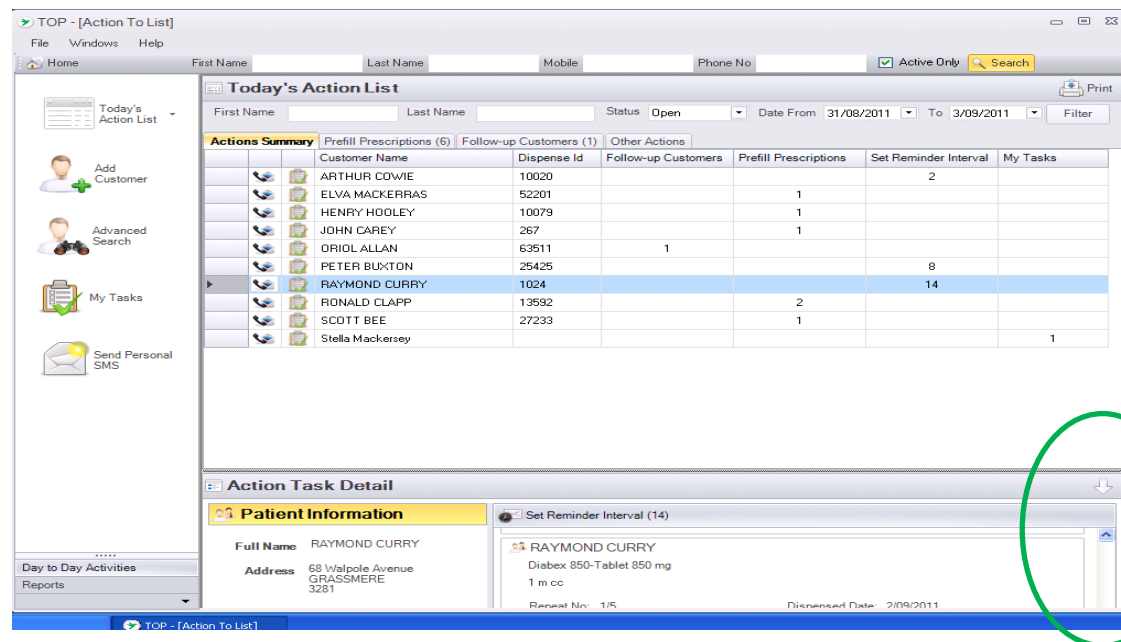 TOP - [Action To List]
File Windows Help
Home First Name Last Name Mobile Phone No Active Only Search
Today's Action List
Print
First Name Last Name Status Open Date From 31/08/2011 To 3/09/2011 Filter
Actions Summary Prefill Prescriptions (6) Follow-up Customers (1) Other Actions
Customer Name Dispense Id Follow-up Customers Prefill Prescriptions Set Reminder Interval My Tasks
ARTHUR COWIE 10020 2
ELVA MACKERRAS 52201 1
HENRY HOOLEY 10079 1
JOHN CAREY 267 1
ORIOL ALLAN 63511 1
PETER BUXTON 25425 8
RAYMOND CURRY 1024 14
RONALD CLAPP 13592 2
SCOTT BEE 27233 1
Stella Mackersey 1
Today's
Action List
Add
Customer
Advanced
Search
My Tasks
Send Personal
SMS
Day to Day Activities
Reports
Action Task Detail
Patient Information
Full Name RAYMOND CURRY
Address 68 Walpole Avenue
GRASSMERE
3281
Set Reminder Interval (14)
RAYMOND CURRY
Diabex 850-Tablet 850 mg
1 m cc
Repeat No: 1/5 Dispensed Date: 2/09/2011
TOP - [Action To List]